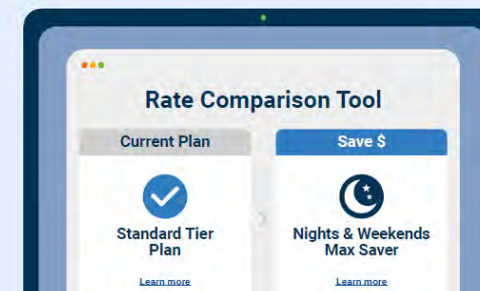 Rate Comparison Tool
Current Plan
Save $
Standard Tier
Plan
Nights & Weekends
Max Saver
Learn more
Learn more